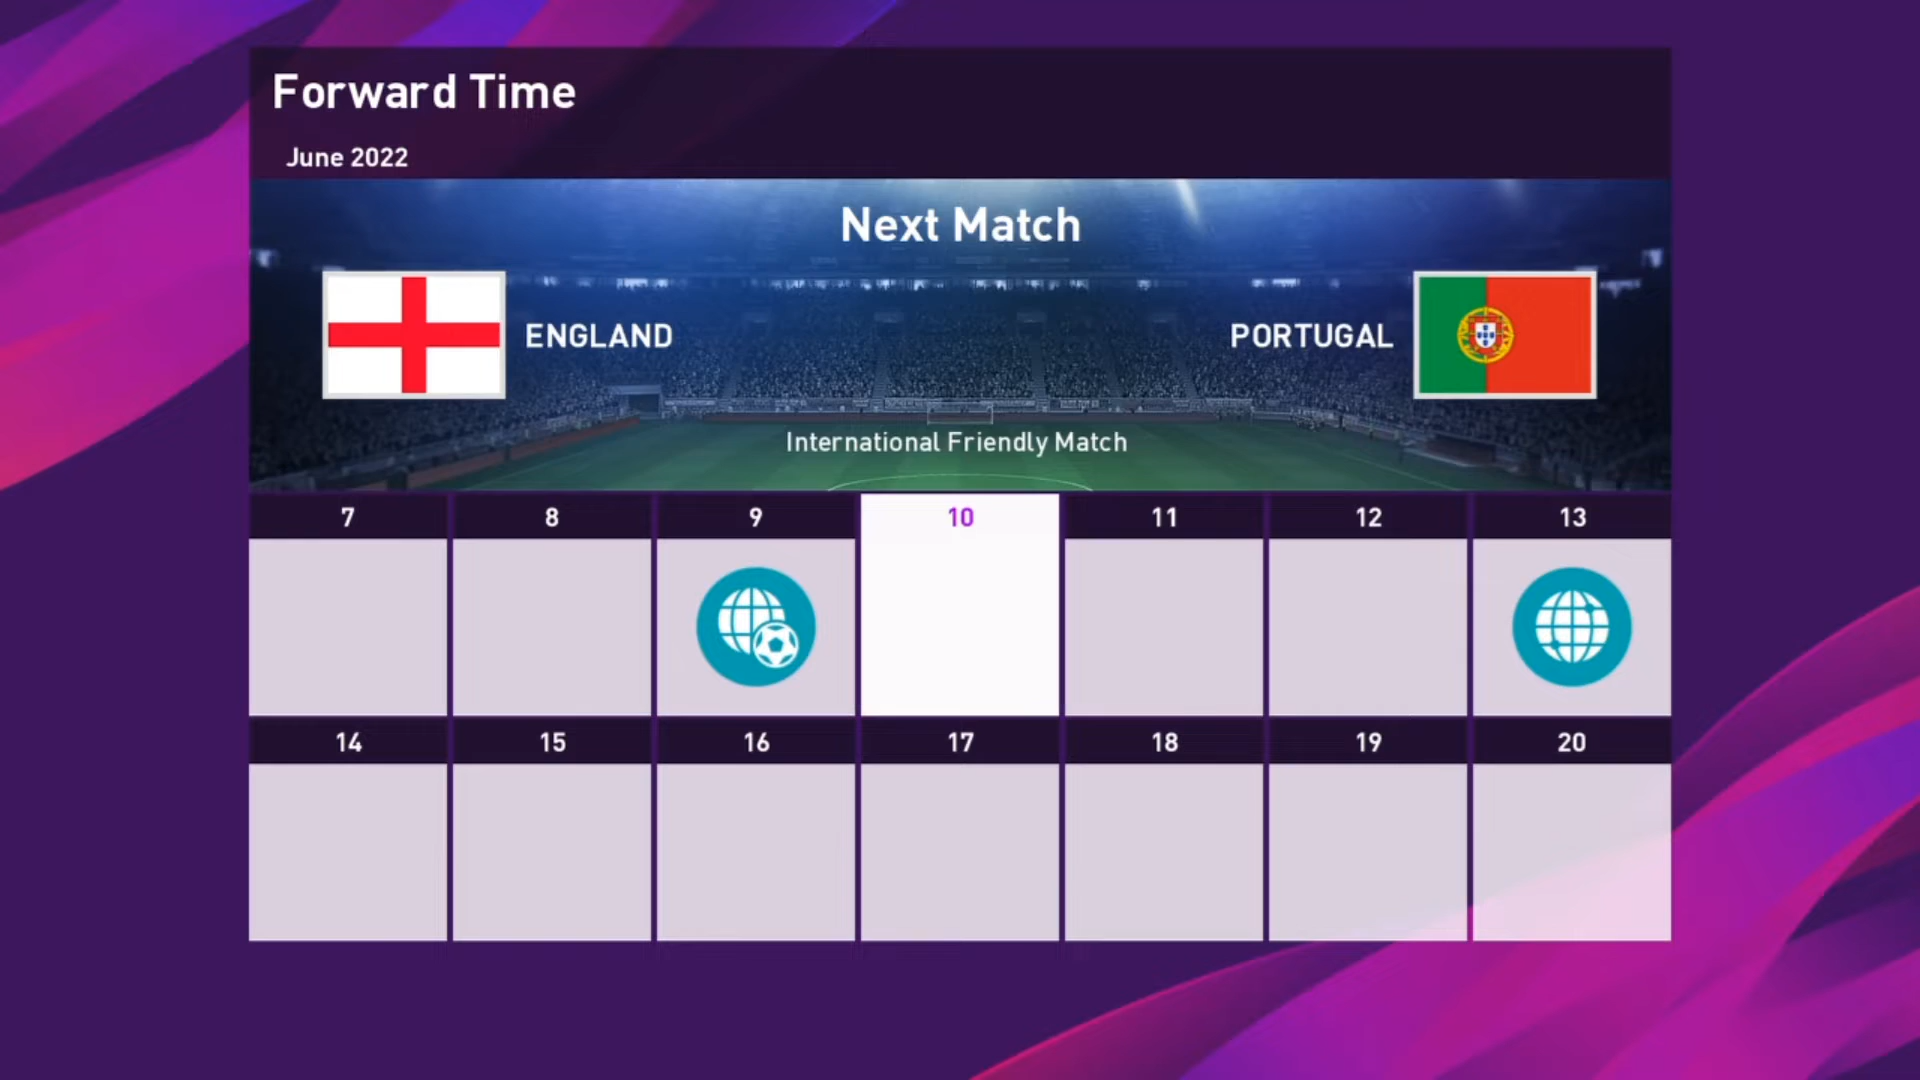 Forward Time
June 2022
Next Match
ENGLAND
PORTUGAL
International Friendly Match
7 8 9 10 11 12 13
14 15 16 17 18 19 20